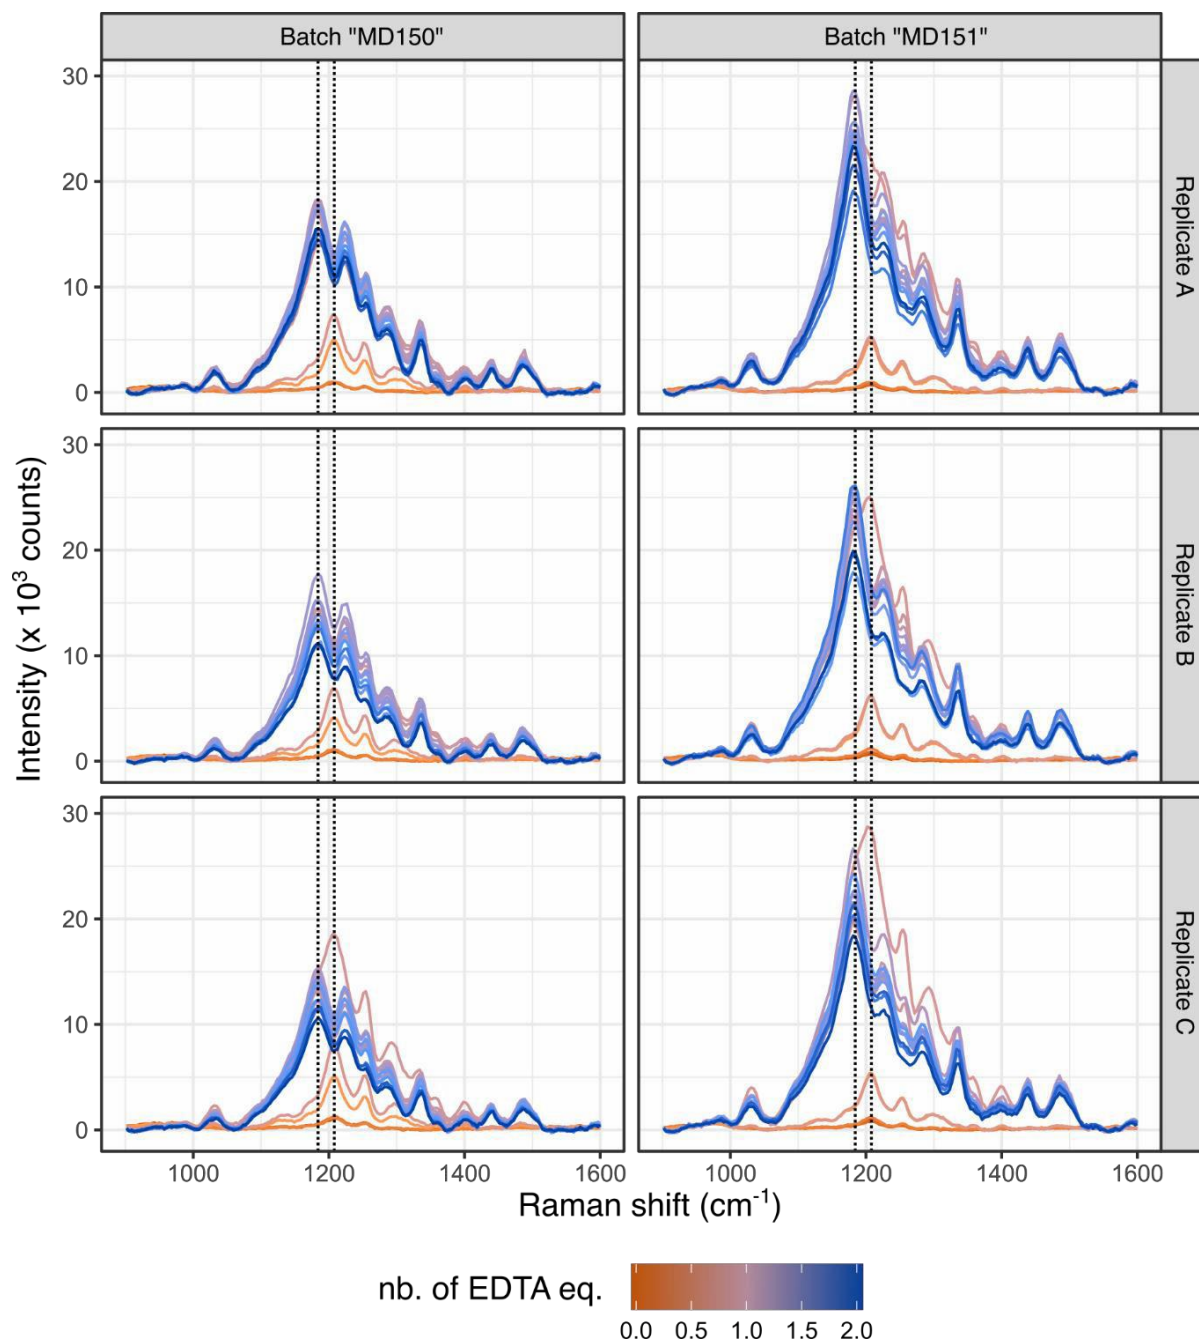 Batch "MD150"
Batch "MD151"
30
20
10
0
Replicate A
30
20
10
0
Replicate B
30
20
10
0
Replicate C
Intensity (x 10³ counts)
1000 1200 1400 1600
1000 1200 1400 1600
Raman shift (cm⁻¹)
nb. of EDTA eq.
0.0 0.5 1.0 1.5 2.0